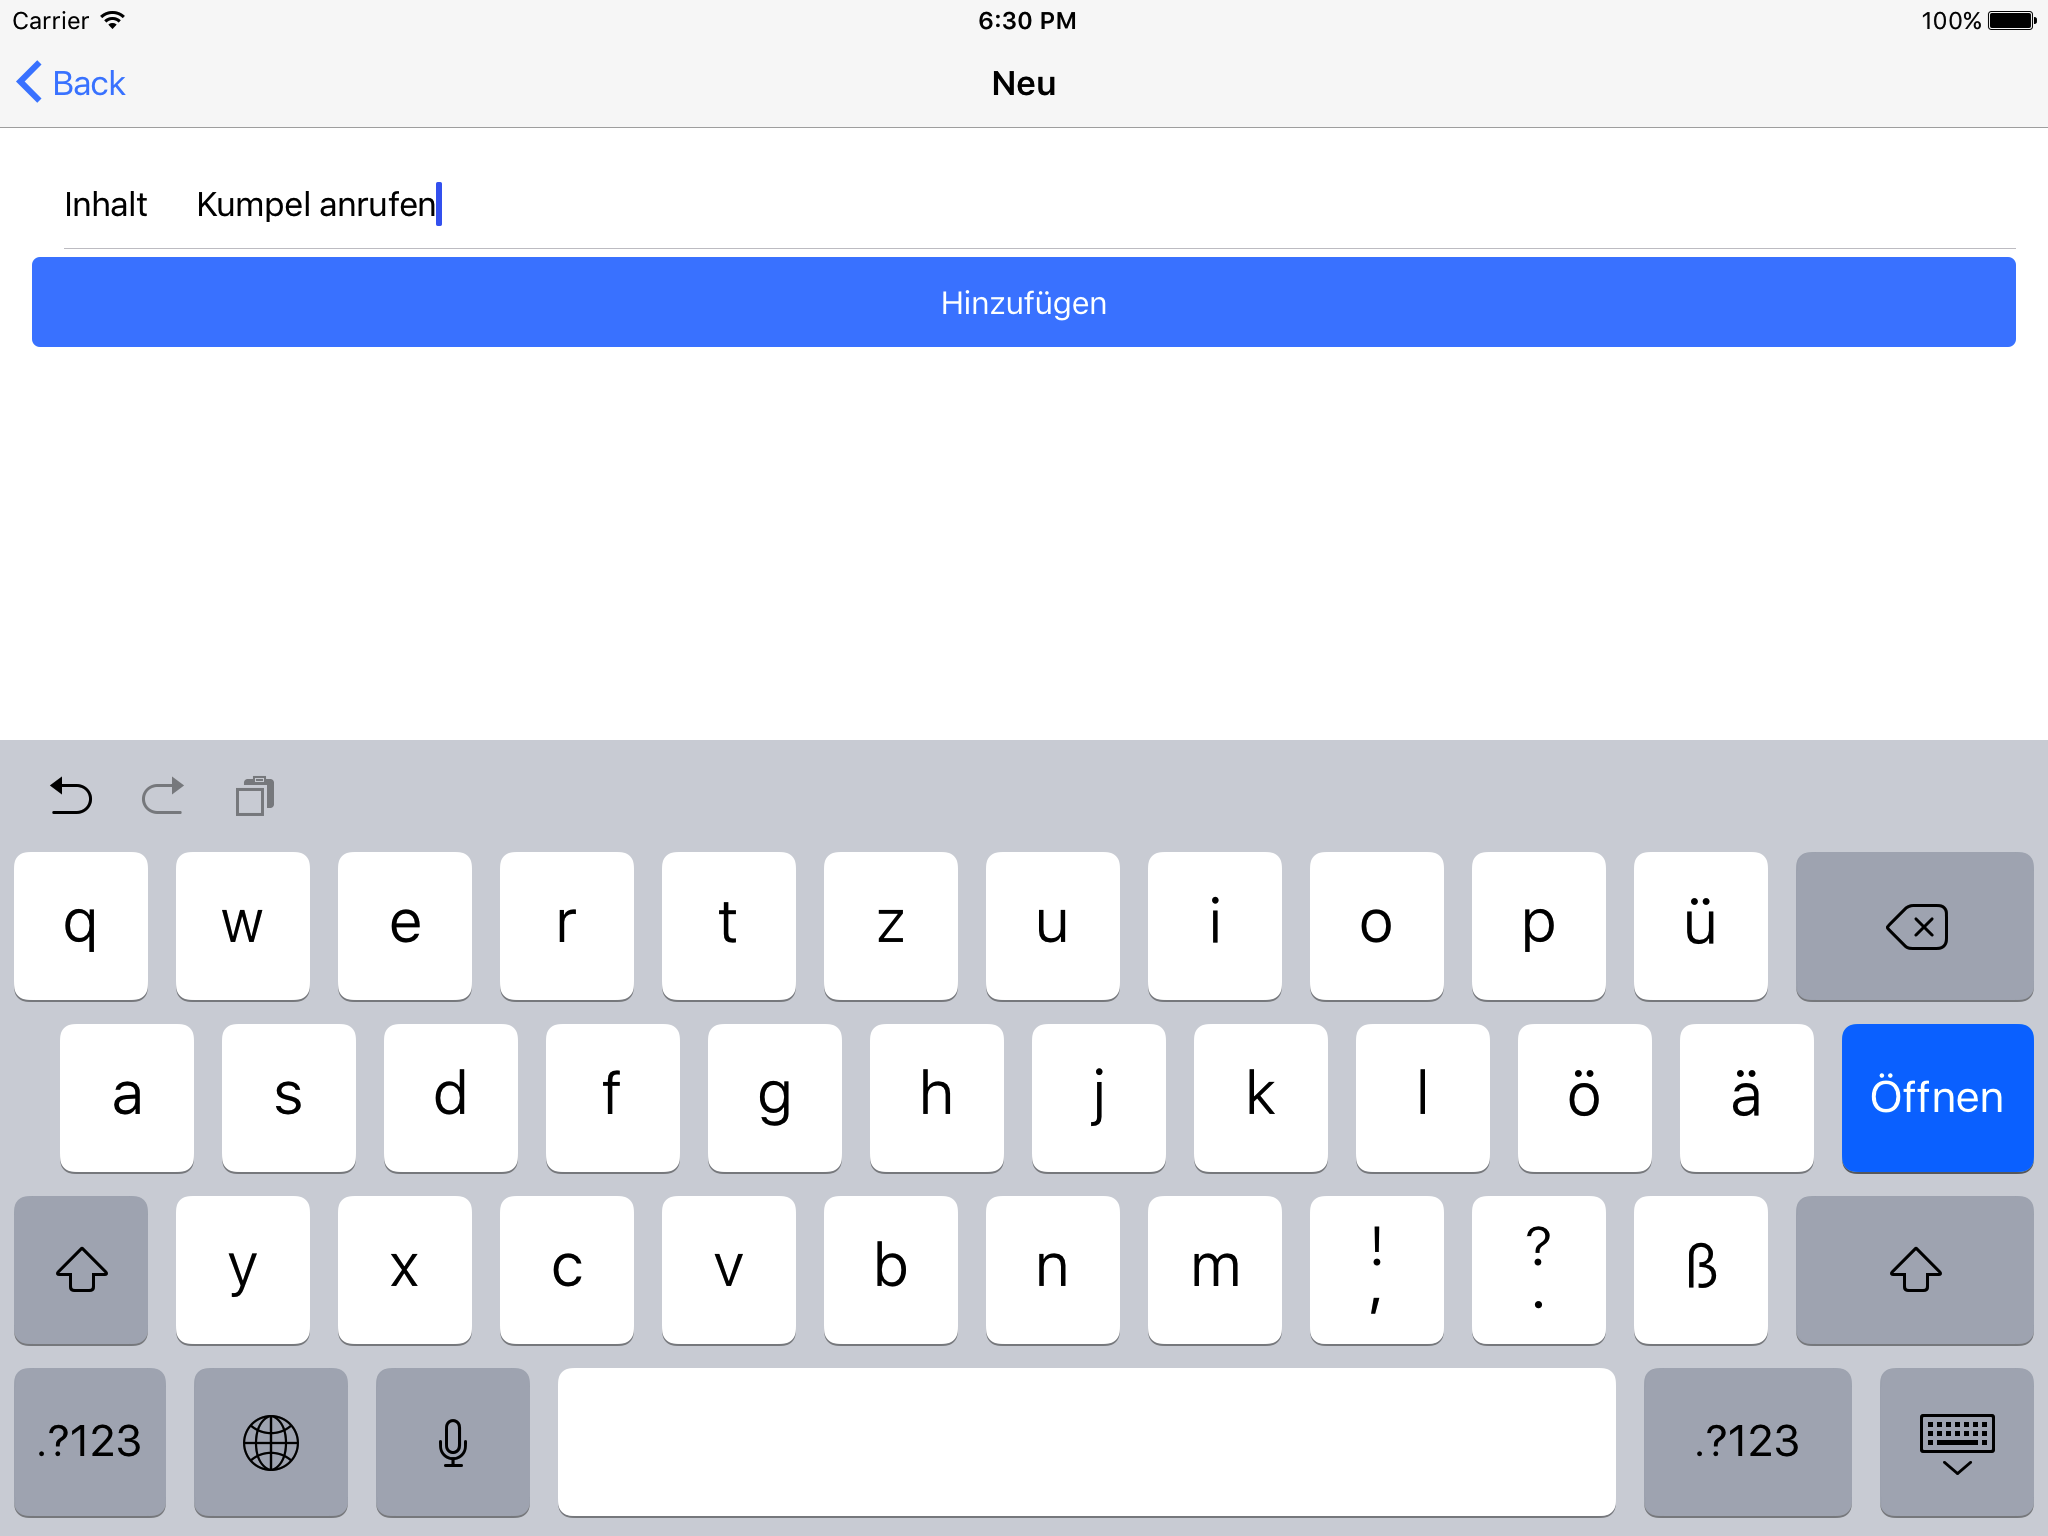 Carrier 6:30 PM 100%
Back Neu
Inhalt Kumpel anrufen
Hinzufügen
q w e r t z u i o p ü
a s d f g h j k l ö ä Öffnen
y x c v b n m ! , ? . ß
.?123 .?123